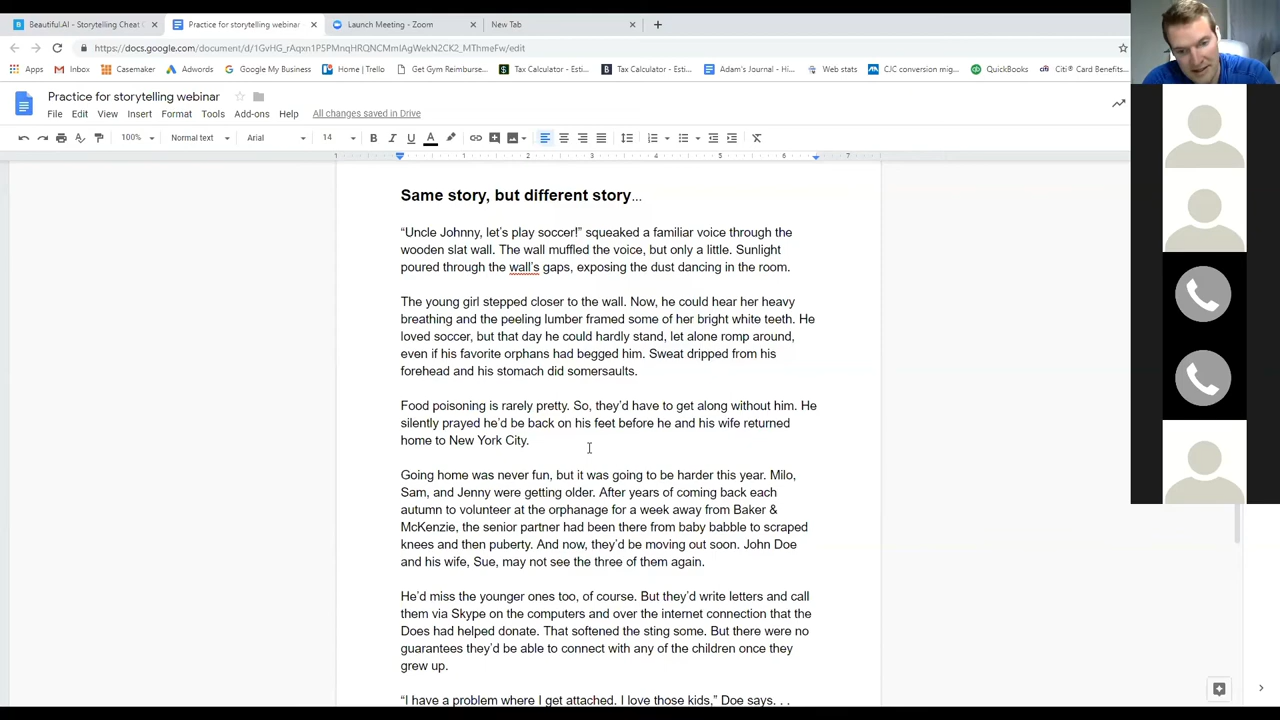 Beautiful.AI - Storytelling Cheat
Practice for storytelling webinar
Launch Meeting - Zoom
New Tab
https://docs.google.com/document/d/1GvHG_rAqxn1P5PMnqHRQNCMmIAgWekN2CK2_MThmeFw/edit
Apps Inbox Casemaker Adwords Google My Business Home | Trello Get Gym Reimburse... Tax Calculator - Esti... Tax Calculator - Esti... Adam's Journal - Hi... Web stats CJC conversion mig... QuickBooks Citi® Card Benefits...
Practice for storytelling webinar
File Edit View Insert Format Tools Add-ons Help All changes saved in Drive
100% Normal text Arial 14 B I U A
1 1 2 3 4 5 6 7
Same story, but different story...
“Uncle Johnny, let’s play soccer!” squeaked a familiar voice through the
wooden slat wall. The wall muffled the voice, but only a little. Sunlight
poured through the wall’s gaps, exposing the dust dancing in the room.
The young girl stepped closer to the wall. Now, he could hear her heavy
breathing and the peeling lumber framed some of her bright white teeth. He
loved soccer, but that day he could hardly stand, let alone romp around,
even if his favorite orphans had begged him. Sweat dripped from his
forehead and his stomach did somersaults.
Food poisoning is rarely pretty. So, they’d have to get along without him. He
silently prayed he’d be back on his feet before he and his wife returned
home to New York City.
Going home was never fun, but it was going to be harder this year. Milo,
Sam, and Jenny were getting older. After years of coming back each
autumn to volunteer at the orphanage for a week away from Baker &
McKenzie, the senior partner had been there from baby babble to scraped
knees and then puberty. And now, they’d be moving out soon. John Doe
and his wife, Sue, may not see the three of them again.
He’d miss the younger ones too, of course. But they’d write letters and call
them via Skype on the computers and over the internet connection that the
Does had helped donate. That softened the sting some. But there were no
guarantees they’d be able to connect with any of the children once they
grew up.
“I have a problem where I get attached. I love those kids,” Doe says. . .